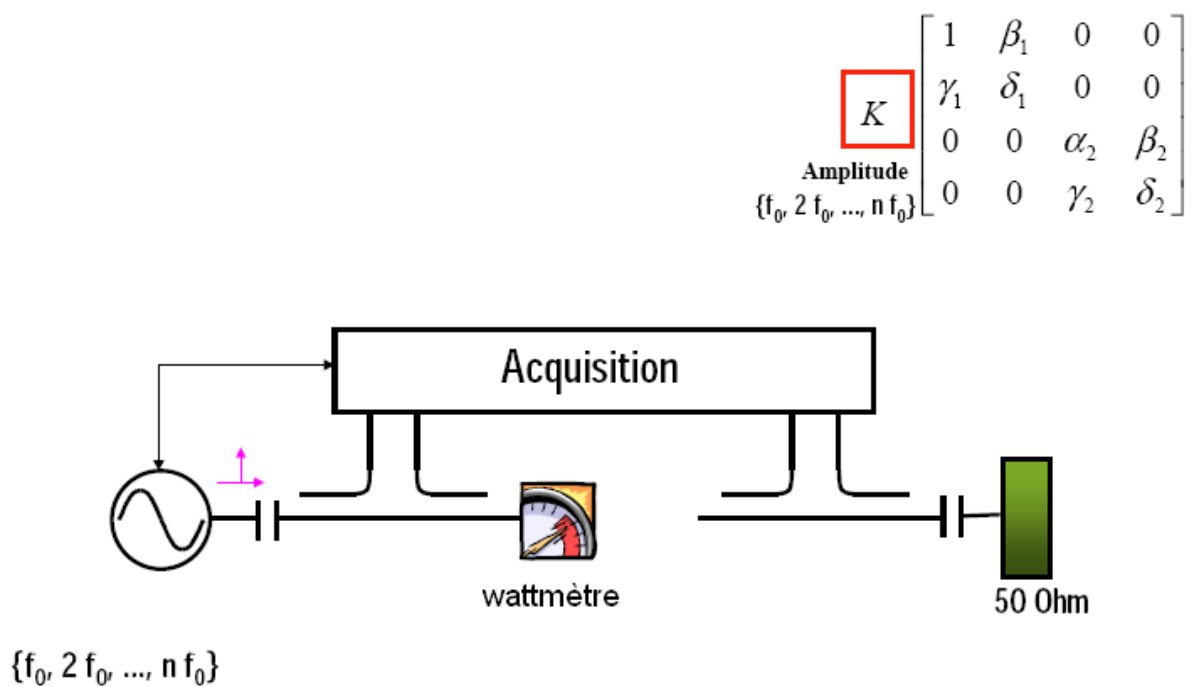 1 β₁ 0 0
γ₁ δ₁ 0 0
K
0 0 α₂ β₂
Amplitude
0 0 γ₂ δ₂
{f₀, 2 f₀, ..., n f₀}
Acquisition
wattmètre
50 Ohm
{f₀, 2 f₀, ..., n f₀}